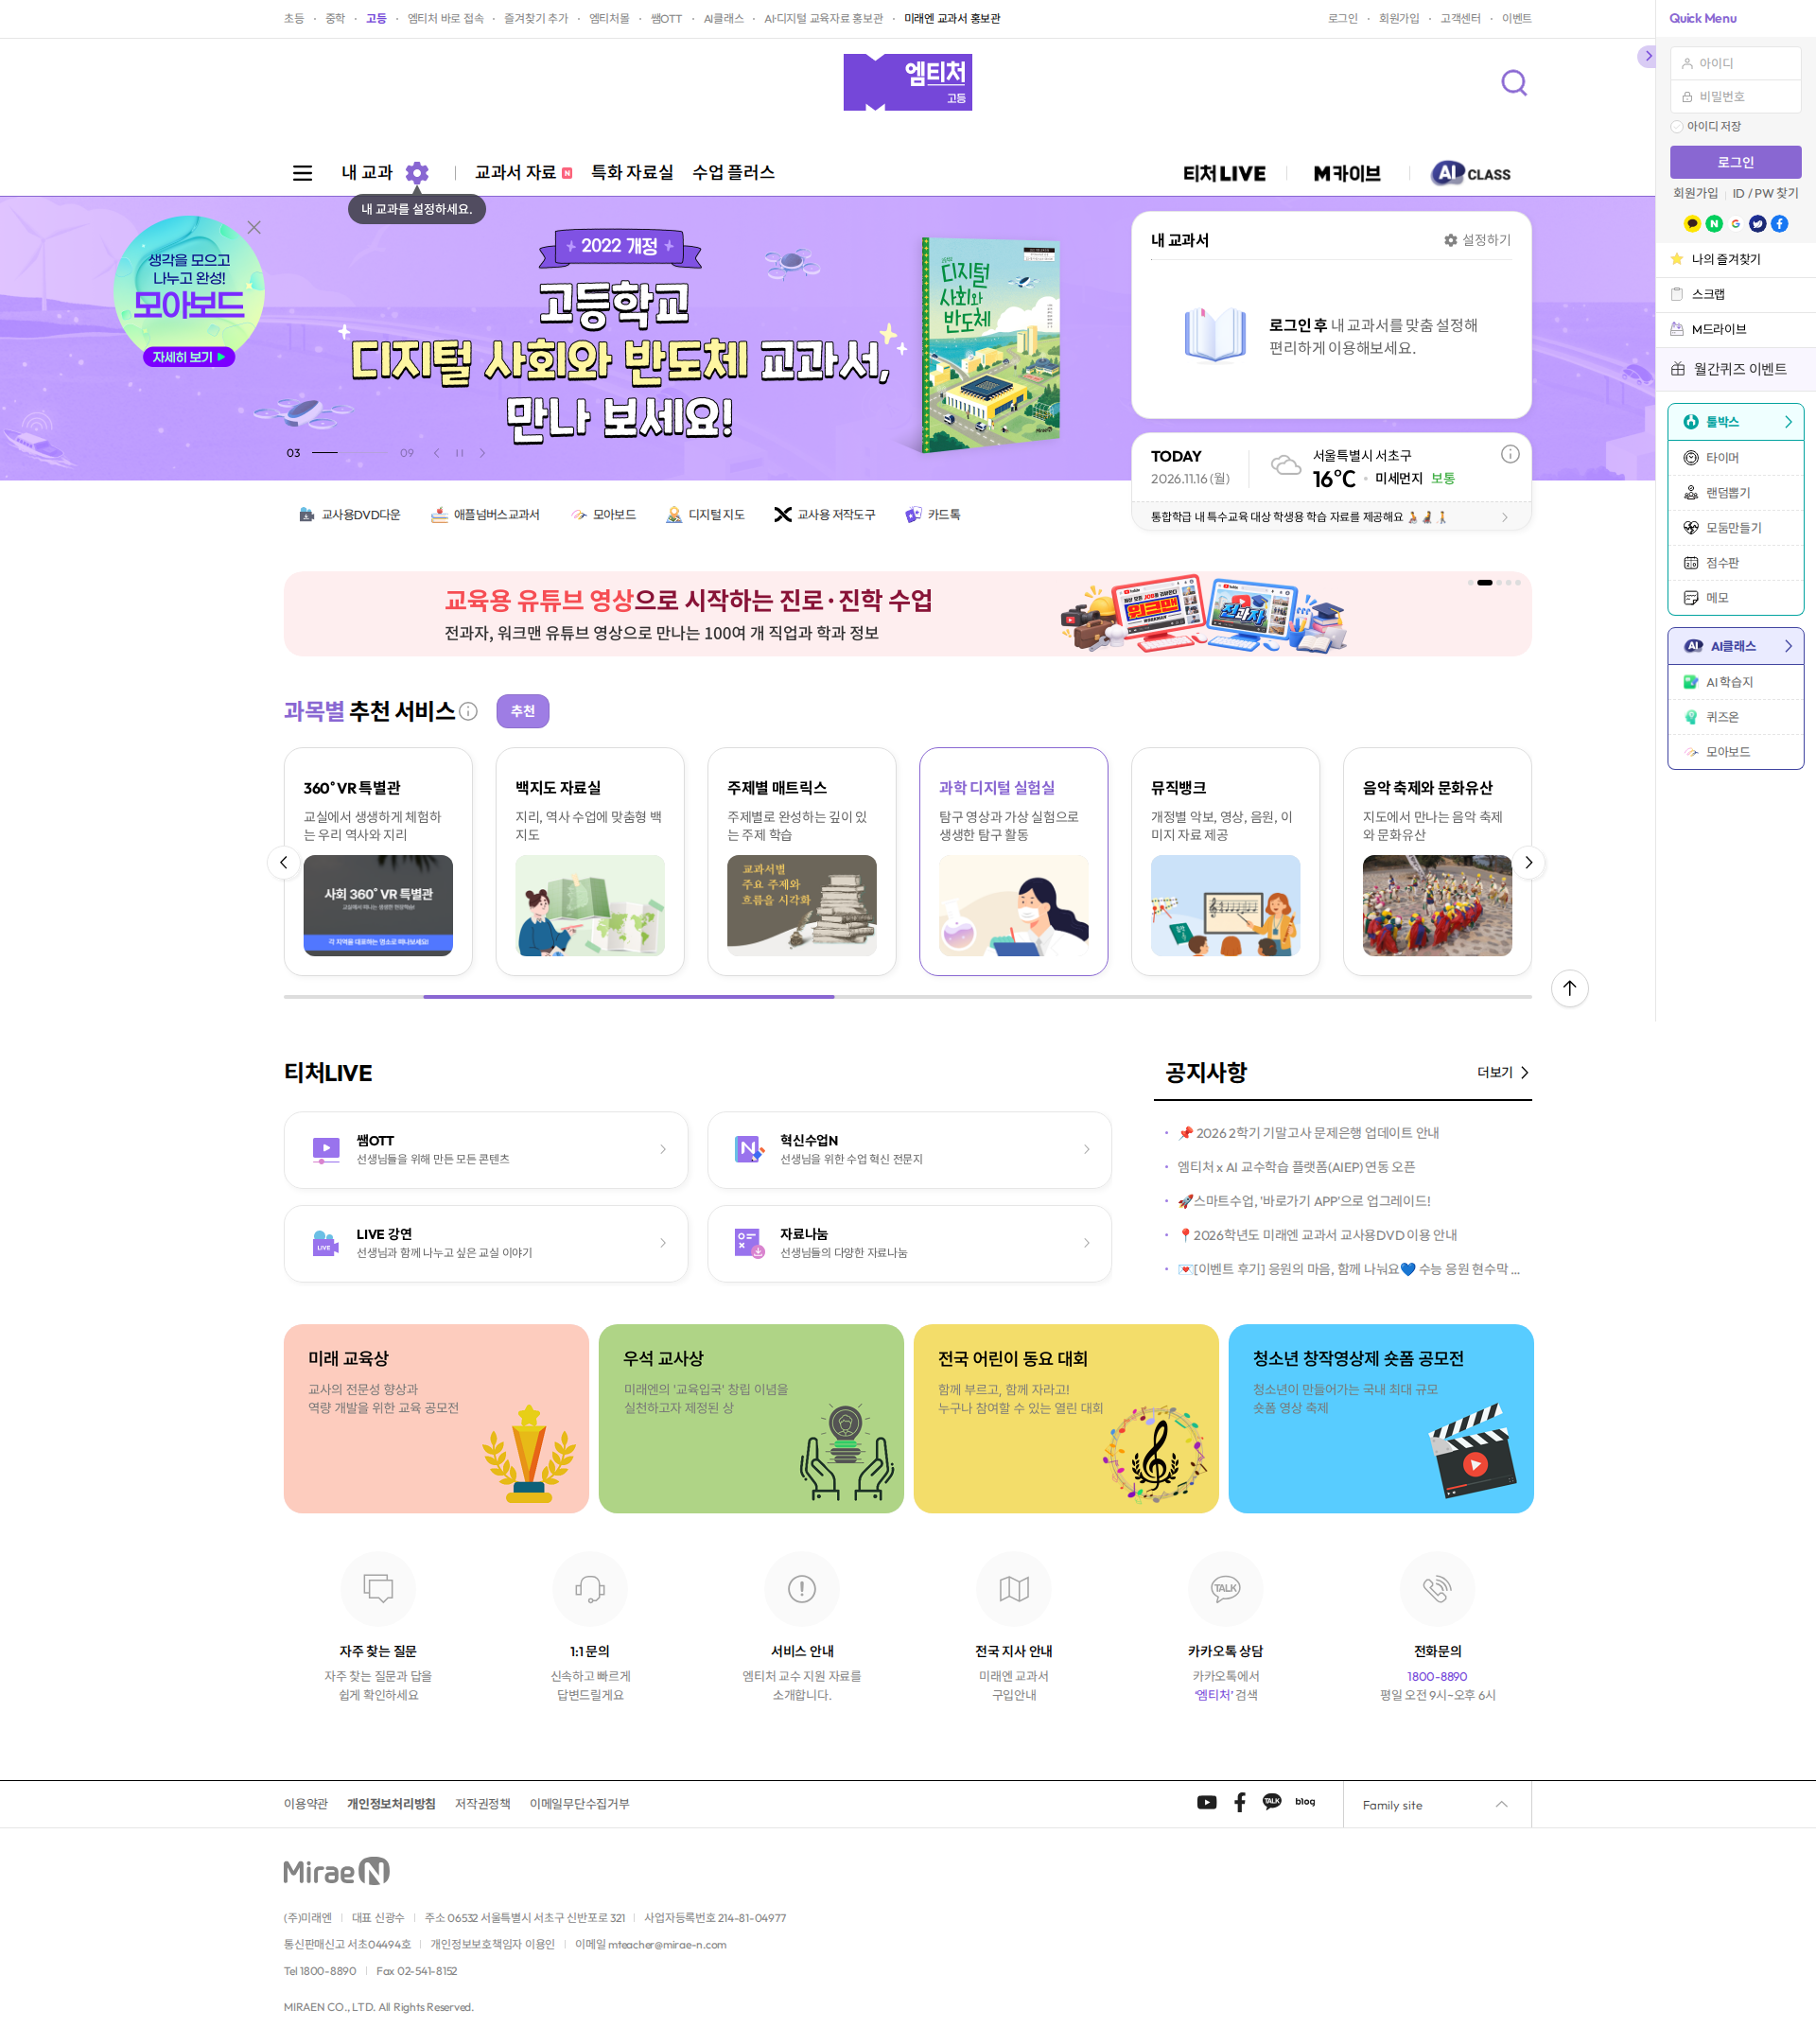 초등 · 중학 · 고등 · 엠티처 바로 접속 · 즐겨찾기 추가 · 엠티처몰 · 쌤OTT · AI클래스 · AI·디지털 교육자료 홍보관 · 미래엔 교과서 홍보관
로그인 · 회원가입 · 고객센터 · 이벤트
Quick Menu
엠티처
고등
아이디
비밀번호
아이디 저장
로그인
회원가입 ID / PW 찾기
내 교과
교과서 자료 N
특화 자료실
수업 플러스
티처 LIVE
M카이브
AI CLASS
내 교과를 설정하세요.
생각을 모으고
나누고 완성!
모아보드
자세히 보기
2022 개정
고등학교
디지털 사회와 반도체 교과서,
만나 보세요!
디지털
사회와
반도체
03 09
내 교과서
설정하기
로그인 후 내 교과서를 맞춤 설정해
편리하게 이용해보세요.
TODAY
2026.11.16 (월)
서울특별시 서초구
16℃ · 미세먼지 보통
통합학급 내 특수교육 대상 학생용 학습 자료를 제공해요
나의 즐겨찾기
스크랩
M드라이브
월간퀴즈 이벤트
툴박스
타이머
랜덤뽑기
모둠만들기
점수판
메모
AI클래스
AI 학습지
퀴즈온
모아보드
교사용DVD다운
애플넘버스교과서
모아보드
디지털 지도
교사용 저작도구
카드톡
교육용 유튜브 영상으로 시작하는 진로·진학 수업
전과자, 워크맨 유튜브 영상으로 만나는 100여 개 직업과 학과 정보
워크맨
전과자
과목별 추천 서비스
추천
360˚ VR 특별관
교실에서 생생하게 체험하
는 우리 역사와 지리
사회 360˚ VR 특별관
각 지역을 대표하는 명소로 떠나보세요!
백지도 자료실
지리, 역사 수업에 맞춤형 백
지도
주제별 매트릭스
주제별로 완성하는 깊이 있
는 주제 학습
교과서별
주요 주제와
흐름을 시각화
과학 디지털 실험실
탐구 영상과 가상 실험으로
생생한 탐구 활동
뮤직뱅크
개정별 악보, 영상, 음원, 이
미지 자료 제공
음악 축제와 문화유산
지도에서 만나는 음악 축제
와 문화유산
티처LIVE
쌤OTT
선생님들을 위해 만든 모든 콘텐츠
혁신수업N
선생님을 위한 수업 혁신 전문지
LIVE
LIVE 강연
선생님과 함께 나누고 싶은 교실 이야기
자료나눔
선생님들의 다양한 자료나눔
공지사항
더보기
📌 2026 2학기 기말고사 문제은행 업데이트 안내
엠티처 x AI 교수학습 플랫폼(AIEP) 연동 오픈
🚀스마트수업, '바로가기 APP'으로 업그레이드!
📍2026학년도 미래엔 교과서 교사용DVD 이용 안내
💌[이벤트 후기] 응원의 마음, 함께 나눠요💙 수능 응원 현수막 ...
미래 교육상
교사의 전문성 향상과
역량 개발을 위한 교육 공모전
우석 교사상
미래엔의 '교육입국' 창립 이념을
실천하고자 제정된 상
전국 어린이 동요 대회
함께 부르고, 함께 자라고!
누구나 참여할 수 있는 열린 대회
청소년 창작영상제 숏폼 공모전
청소년이 만들어가는 국내 최대 규모
숏폼 영상 축제
자주 찾는 질문
자주 찾는 질문과 답을
쉽게 확인하세요
1:1 문의
신속하고 빠르게
답변드릴게요
서비스 안내
엠티처 교수 지원 자료를
소개합니다.
전국 지사 안내
미래엔 교과서
구입안내
TALK
카카오톡 상담
카카오톡에서
'엠티처' 검색
전화문의
1800-8890
평일 오전 9시~오후 6시
이용약관 개인정보처리방침 저작권정책 이메일무단수집거부
TALK
blog
Family site
Mirae N
(주)미래엔 대표 신광수 주소 06532 서울특별시 서초구 신반포로 321 사업자등록번호 214-81-04977
통신판매신고 서초04494호 개인정보보호책임자 이용인 이메일 mteacher@mirae-n.com
Tel 1800-8890 Fax 02-541-8152
MIRAEN CO., LTD. All Rights Reserved.